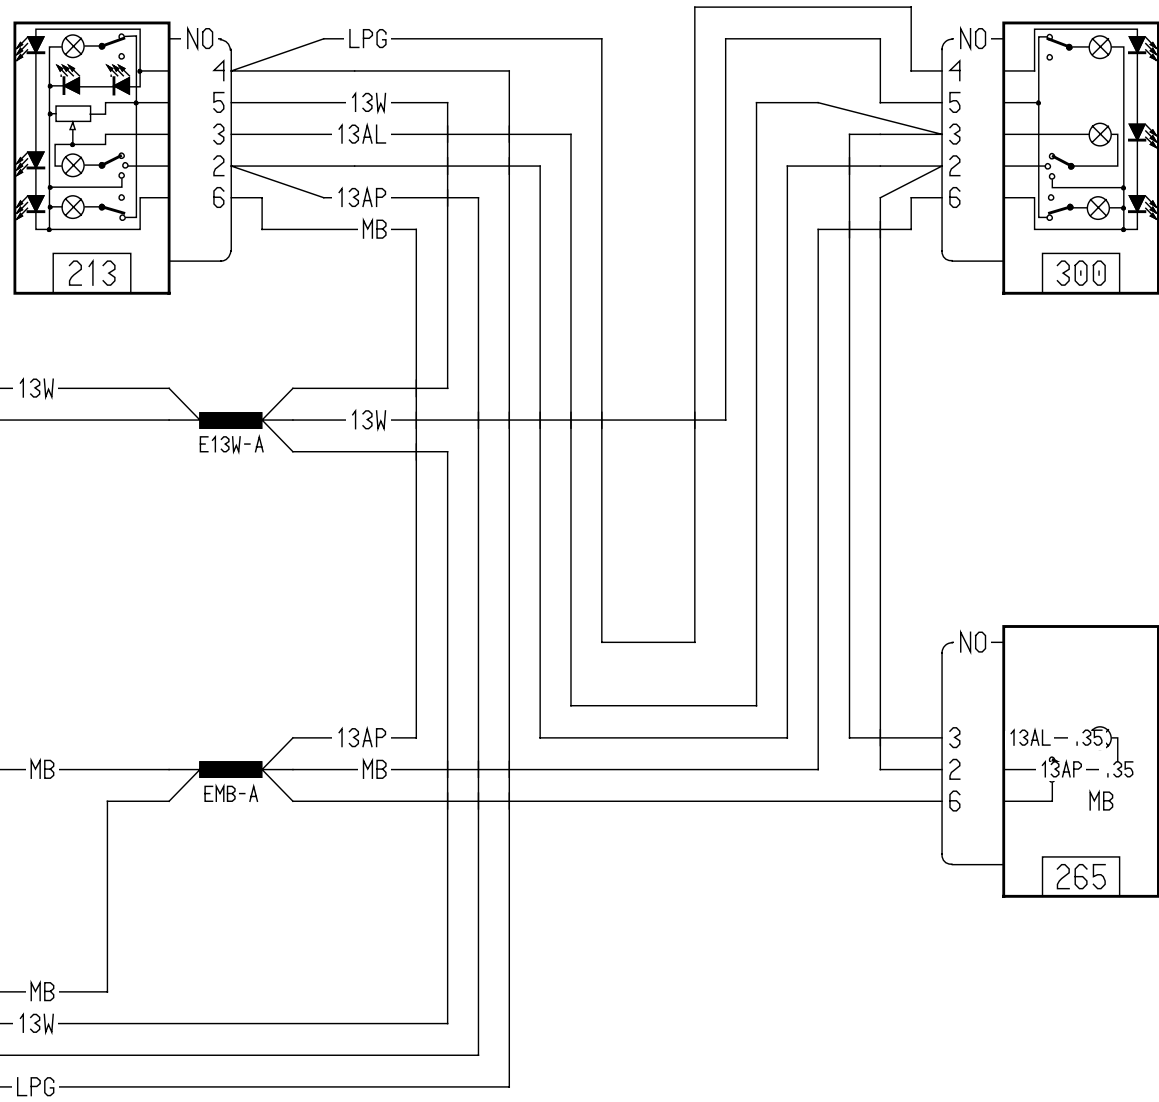 NO LPG NO
4 4
5 13W 5
3 13AL 3
2 2
6 13AP 6
MB
213 300
13W
13W
E13W-A
NO
13AP 3 13AL- .35
MB MB 2 13AP- .35
EMB-A 6 MB
265
MB
13W
LPG